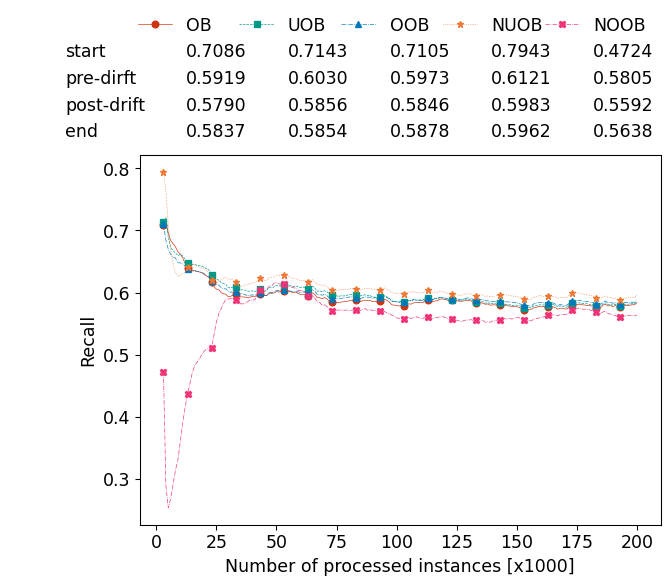 OB UOB OOB NUOB NOOB
start 0.7086 0.7143 0.7105 0.7943 0.4724
pre-dirft 0.5919 0.6030 0.5973 0.6121 0.5805
post-drift 0.5790 0.5856 0.5846 0.5983 0.5592
end 0.5837 0.5854 0.5878 0.5962 0.5638
0.8
0.7
0.6
0.5
0.4
0.3
Recall
0 25 50 75 100 125 150 175 200
Number of processed instances [x1000]